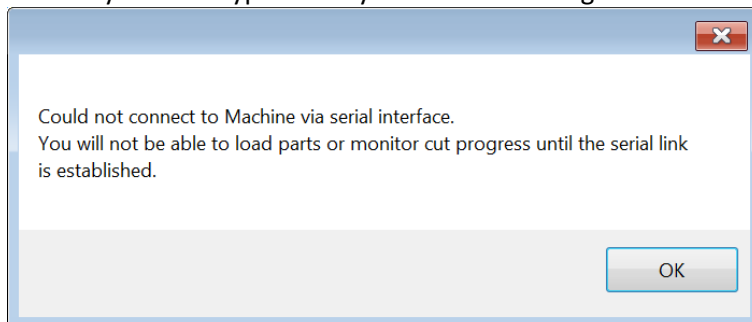 Could not connect to Machine via serial interface.
You will not be able to load parts or monitor cut progress until the serial link
is established.
OK